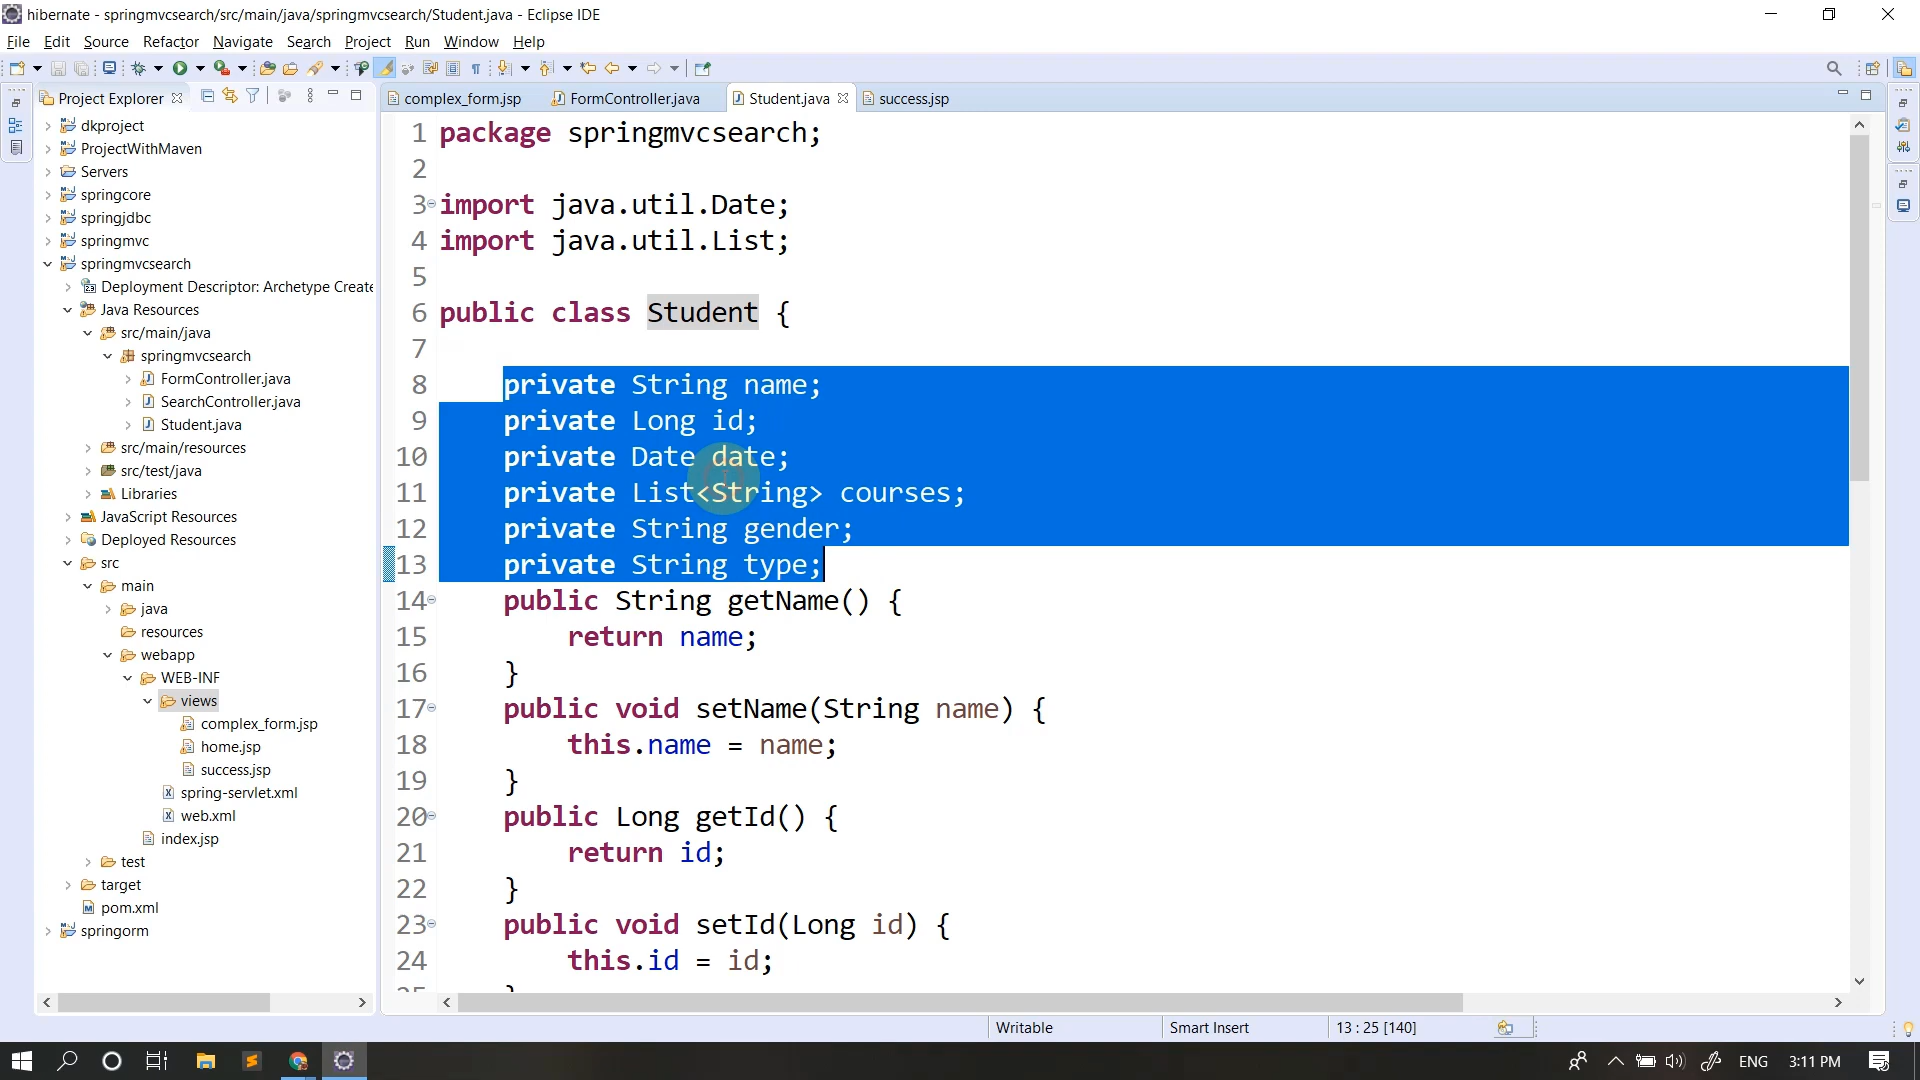 hibernate - springmvcsearch/src/main/java/springmvcsearch/Student.java - Eclipse IDE
File Edit Source Refactor Navigate Search Project Run Window Help
Project Explorer
dkproject
ProjectWithMaven
Servers
springcore
springjdbc
springmvc
springmvcsearch
Deployment Descriptor: Archetype Create
Java Resources
src/main/java
springmvcsearch
FormController.java
SearchController.java
Student.java
src/main/resources
src/test/java
Libraries
JavaScript Resources
Deployed Resources
src
main
java
resources
webapp
WEB-INF
views
complex_form.jsp
home.jsp
success.jsp
spring-servlet.xml
web.xml
index.jsp
test
target
pom.xml
springorm
complex_form.jsp FormController.java Student.java success.jsp
1 package springmvcsearch;
2
3 import java.util.Date;
4 import java.util.List;
5
6 public class Student {
7
8 private String name;
9 private Long id;
10 private Date date;
11 private List<String> courses;
12 private String gender;
13 private String type;
14 public String getName() {
15 return name;
16 }
17 public void setName(String name) {
18 this.name = name;
19 }
20 public Long getId() {
21 return id;
22 }
23 public void setId(Long id) {
24 this.id = id;
Writable Smart Insert 13 : 25 [140]
ENG 3:11 PM